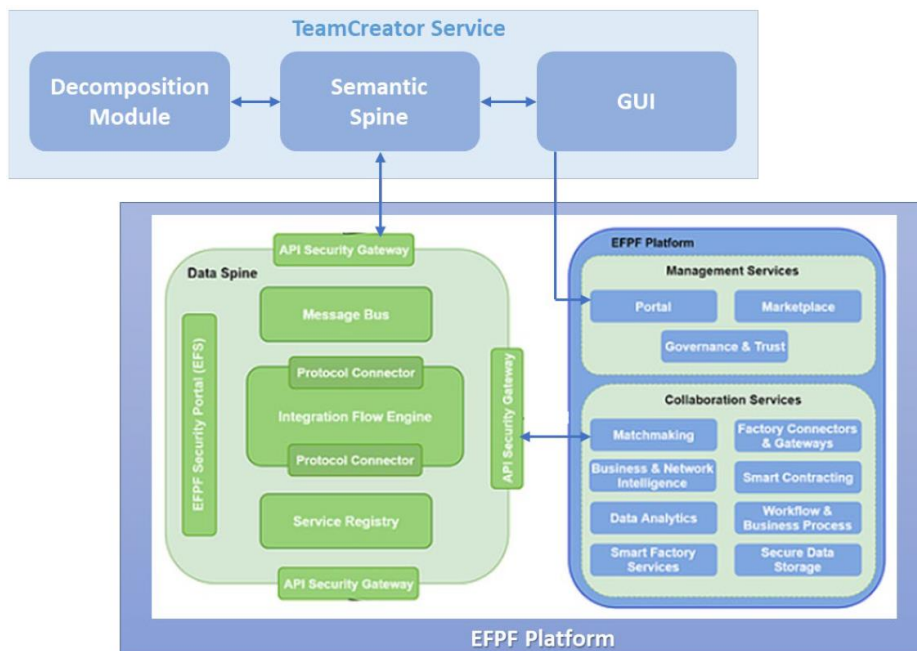 TeamCreator Service
Decomposition
Module
Semantic
Spine
GUI
API Security Gateway
Data Spine
EFPF Security Portal (EFS)
Message Bus
Protocol Connector
Integration Flow Engine
Protocol Connector
Service Registry
API Security Gateway
API Security Gateway
EFPF Platform
Management Services
Portal
Marketplace
Governance & Trust
Collaboration Services
Matchmaking
Factory Connectors
& Gateways
Business & Network
Intelligence
Smart Contracting
Data Analytics
Workflow &
Business Process
Smart Factory
Services
Secure Data
Storage
EFPF Platform